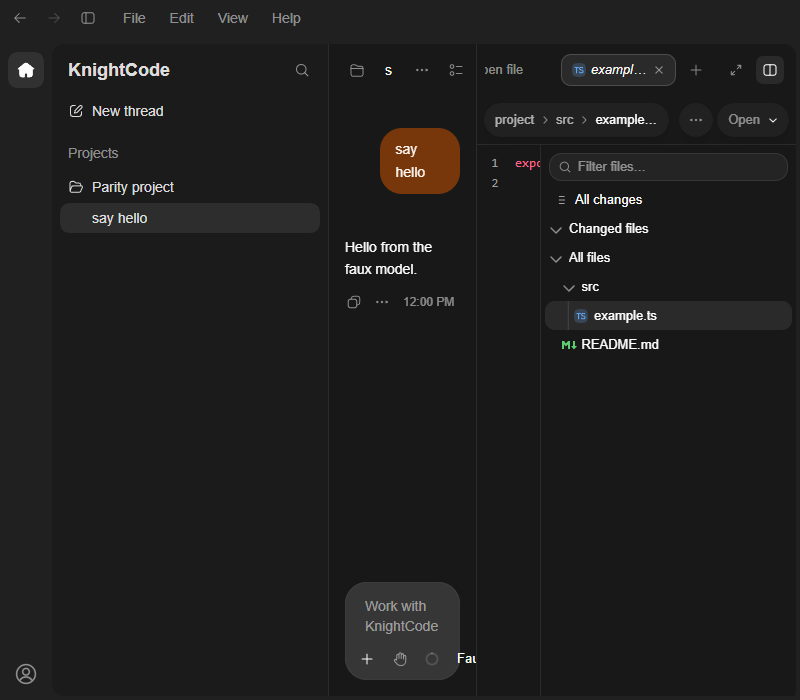 File Edit View Help
KnightCode
New thread
Projects
Parity project
say hello
s
say
hello
Hello from the
faux model.
12:00 PM
Work with
KnightCode
Fau
pen file
TS exampl...
project > src > example...
Open
1 expo
2
Filter files...
All changes
Changed files
All files
src
TS example.ts
M↓ README.md